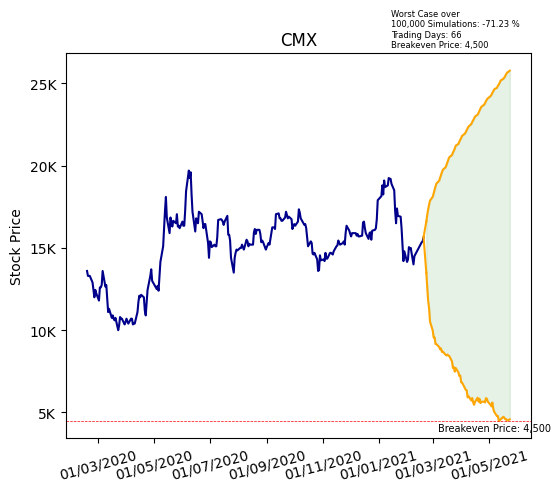 Worst Case over
100,000 Simulations: -71.23 %
Trading Days: 66
Breakeven Price: 4,500
CMX
Stock Price
25K
20K
15K
10K
5K
Breakeven Price: 4,500
01/03/2020
01/05/2020
01/07/2020
01/09/2020
01/11/2020
01/01/2021
01/03/2021
01/05/2021